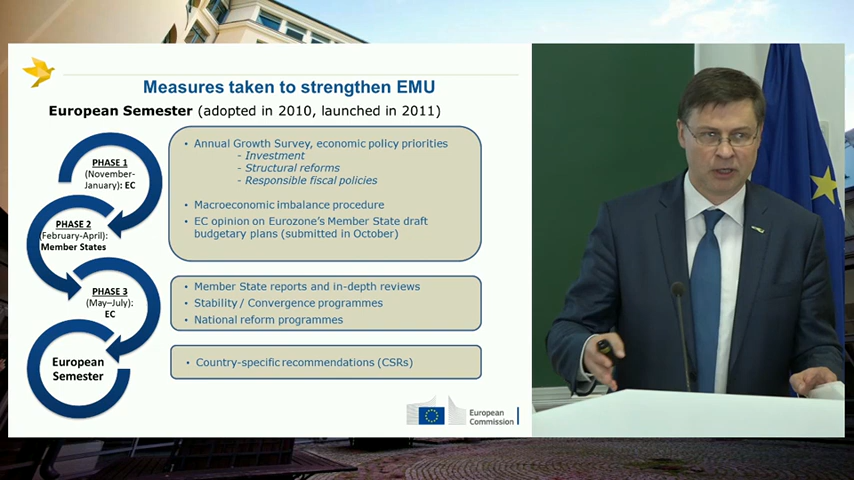 Measures taken to strengthen EMU
European Semester (adopted in 2010, launched in 2011)
PHASE 1
(November-
January): EC
• Annual Growth Survey, economic policy priorities
- Investment
- Structural reforms
- Responsible fiscal policies
• Macroeconomic imbalance procedure
• EC opinion on Eurozone's Member State draft
budgetary plans (submitted in October)
PHASE 2
(February-April):
Member States
PHASE 3
(May–July):
EC
• Member State reports and in-depth reviews
• Stability / Convergence programmes
• National reform programmes
European
Semester
• Country-specific recommendations (CSRs)
European
Commission